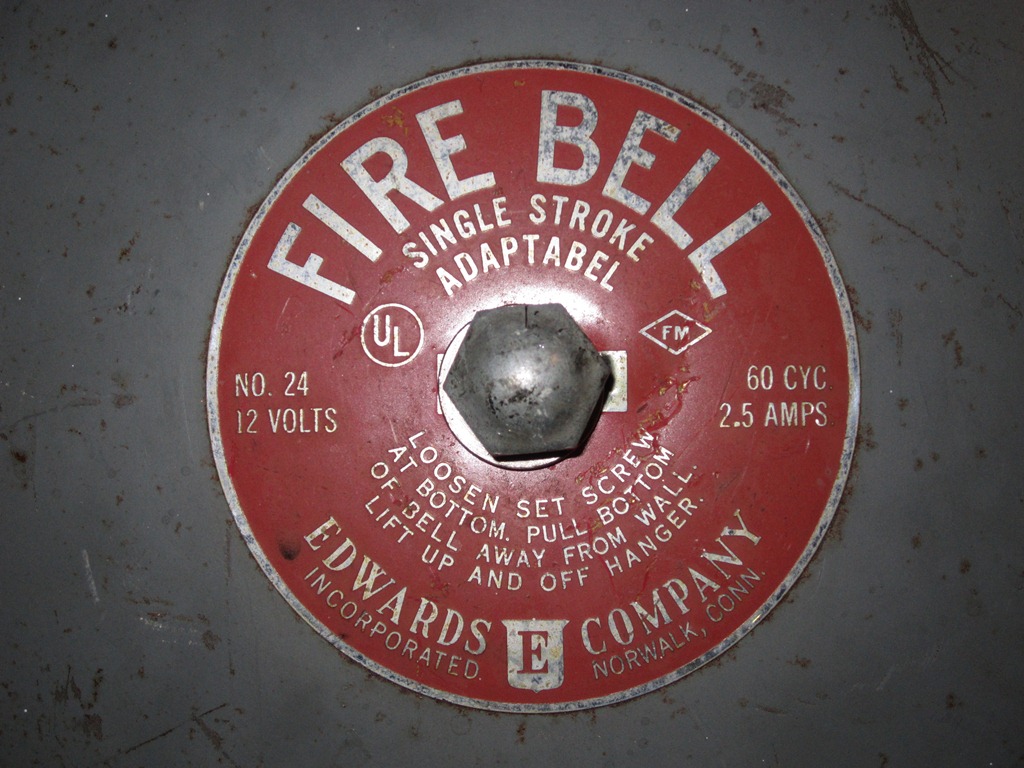 FIRE BELL
SINGLE STROKE
ADAPTABEL
UL
FM
NO. 24
12 VOLTS
60 CYC.
2.5 AMPS.
LOOSEN SET SCREW
AT BOTTOM. PULL BOTTOM
OF BELL AWAY FROM WALL.
LIFT UP AND OFF HANGER.
EDWARDS E COMPANY
INCORPORATED. NORWALK, CONN.